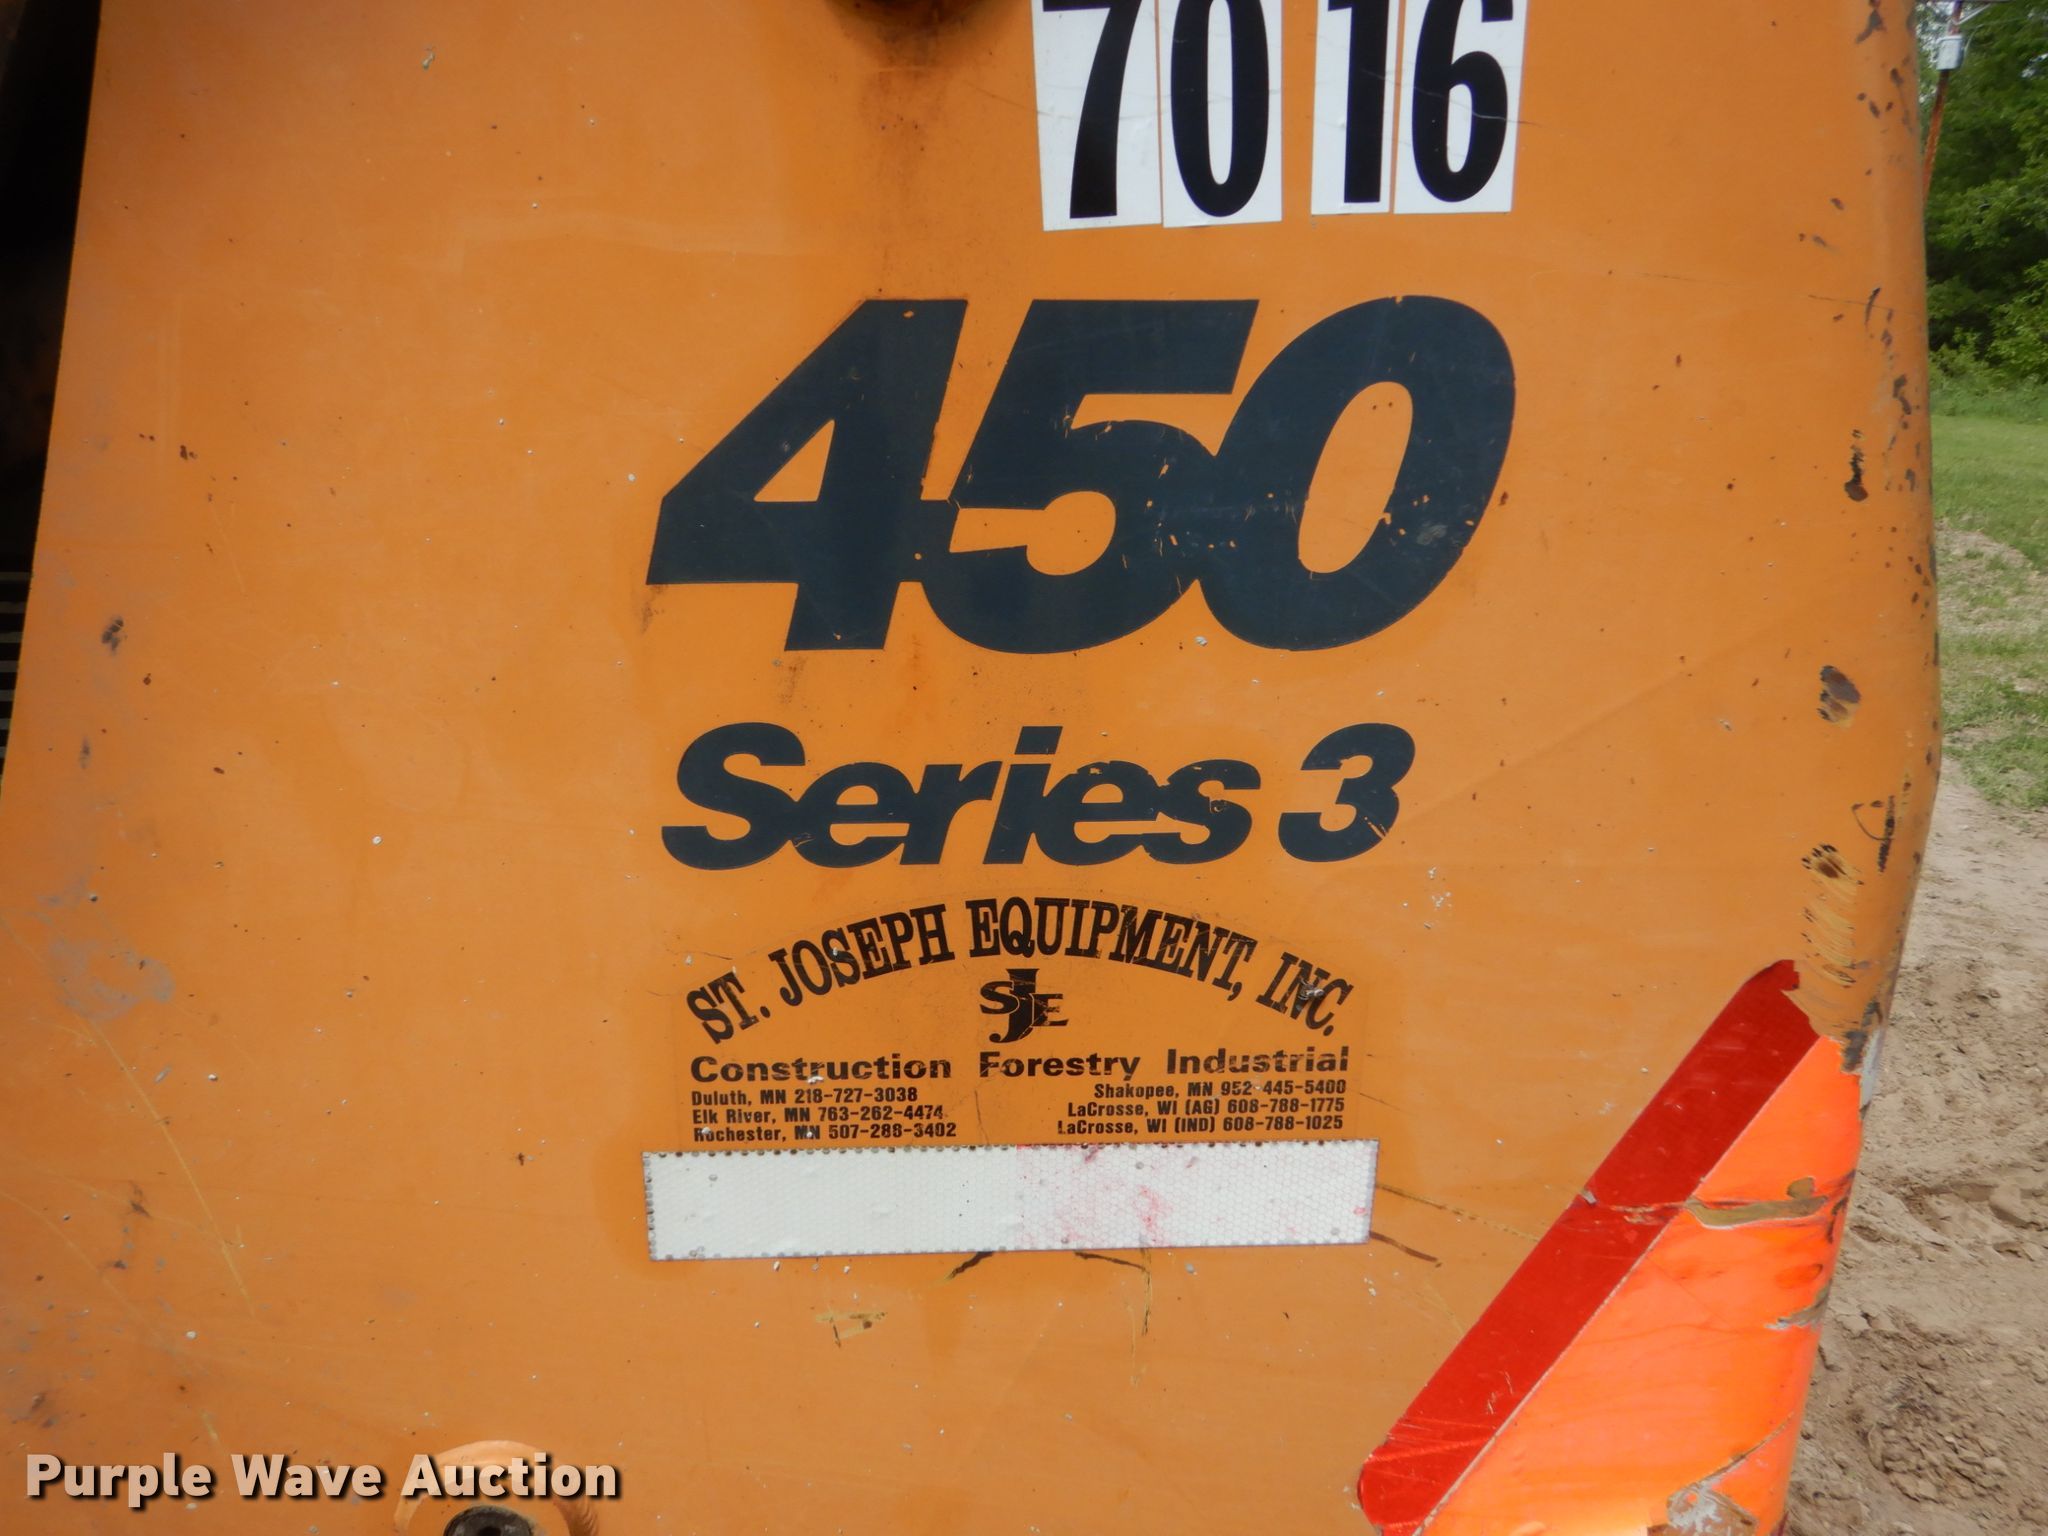 7016
450
Series 3
ST. JOSEPH EQUIPMENT, INC.
SJE
Construction Forestry Industrial
Duluth, MN 218-727-3038
Shakopee, MN 952-445-5400
Elk River, MN 763-262-4474
LaCrosse, WI (AG) 608-788-1775
Rochester, MN 507-288-3402
LaCrosse, WI (IND) 608-788-1025
Purple Wave Auction